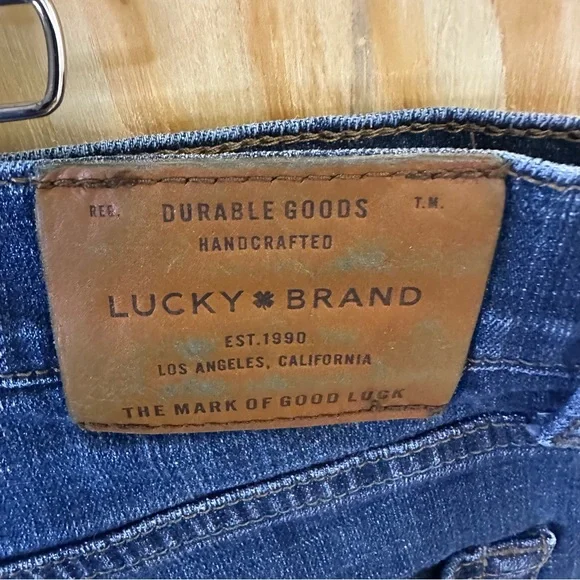 REG. DURABLE GOODS T.M.
HANDCRAFTED
LUCKY BRAND
EST.1990
LOS ANGELES, CALIFORNIA
THE MARK OF GOOD LUCK